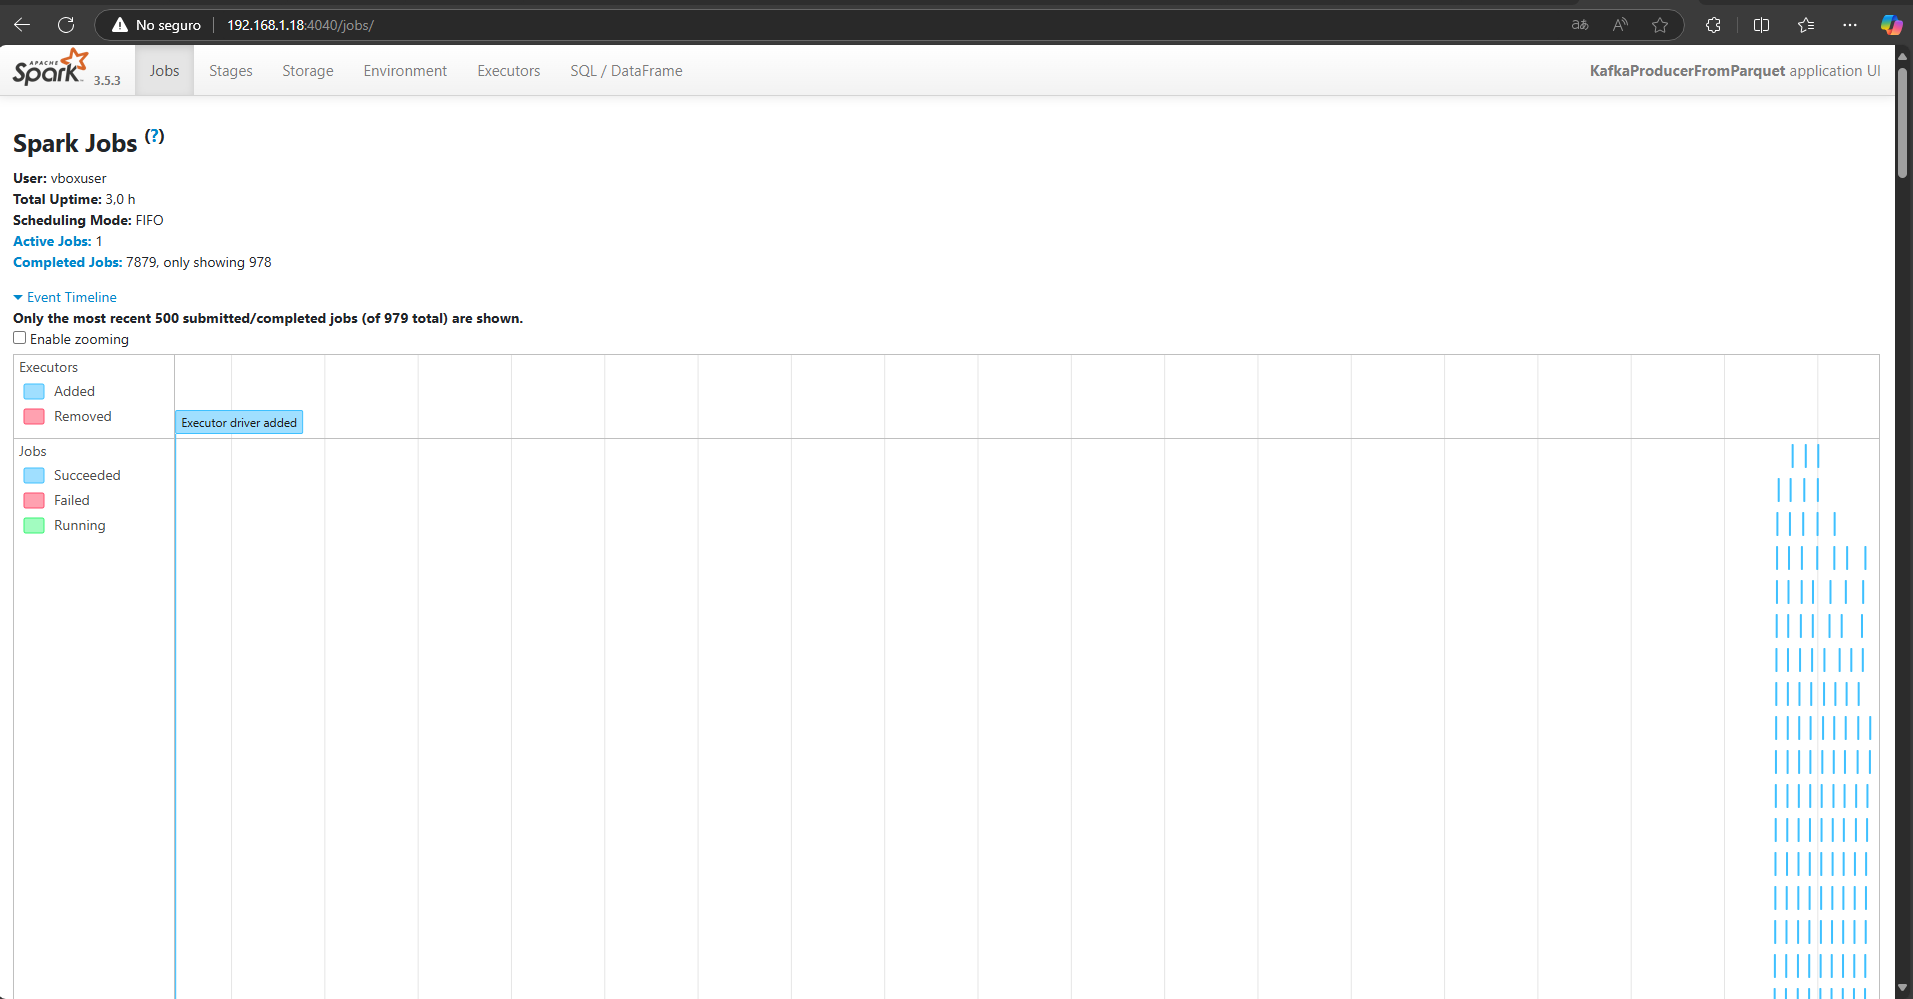 No seguro
192.168.1.18:4040/jobs/
APACHE
Spark
3.5.3
Jobs
Stages
Storage
Environment
Executors
SQL / DataFrame
KafkaProducerFromParquet application UI
Spark Jobs (?)
User: vboxuser
Total Uptime: 3,0 h
Scheduling Mode: FIFO
Active Jobs: 1
Completed Jobs: 7879, only showing 978
Event Timeline
Only the most recent 500 submitted/completed jobs (of 979 total) are shown.
Enable zooming
Executors
Added
Removed
Executor driver added
Jobs
Succeeded
Failed
Running